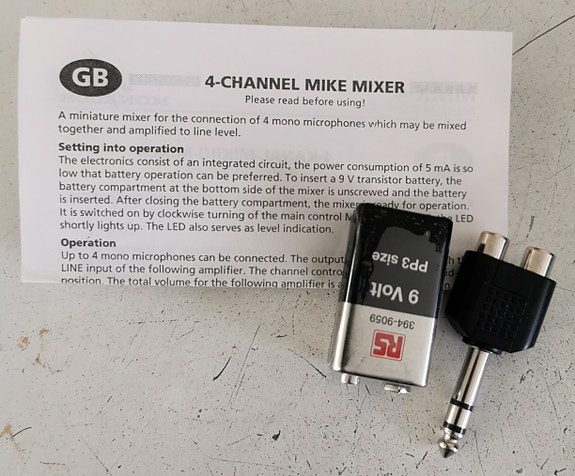 GB
4-CHANNEL MIKE MIXER
Please read before using!
A miniature mixer for the connection of 4 mono microphones which may be mixed
together and amplified to line level.
Setting into operation
The electronics consist of an integrated circuit, the power consumption of 5 mA is so
low that battery operation can be preferred. To insert a 9 V transistor battery, the
battery compartment at the bottom side of the mixer is unscrewed and the battery
is inserted. After closing the battery compartment, the mixer ready for operation.
It is switched on by clockwise turning of the main control the LED
shortly lights up. The LED also serves as level indication.
Operation
Up to 4 mono microphones can be connected. The output
LINE input of the following amplifier. The channel
position. The total volume for the following amplifier is
9 Volt
PP3 size
394-9059
RS